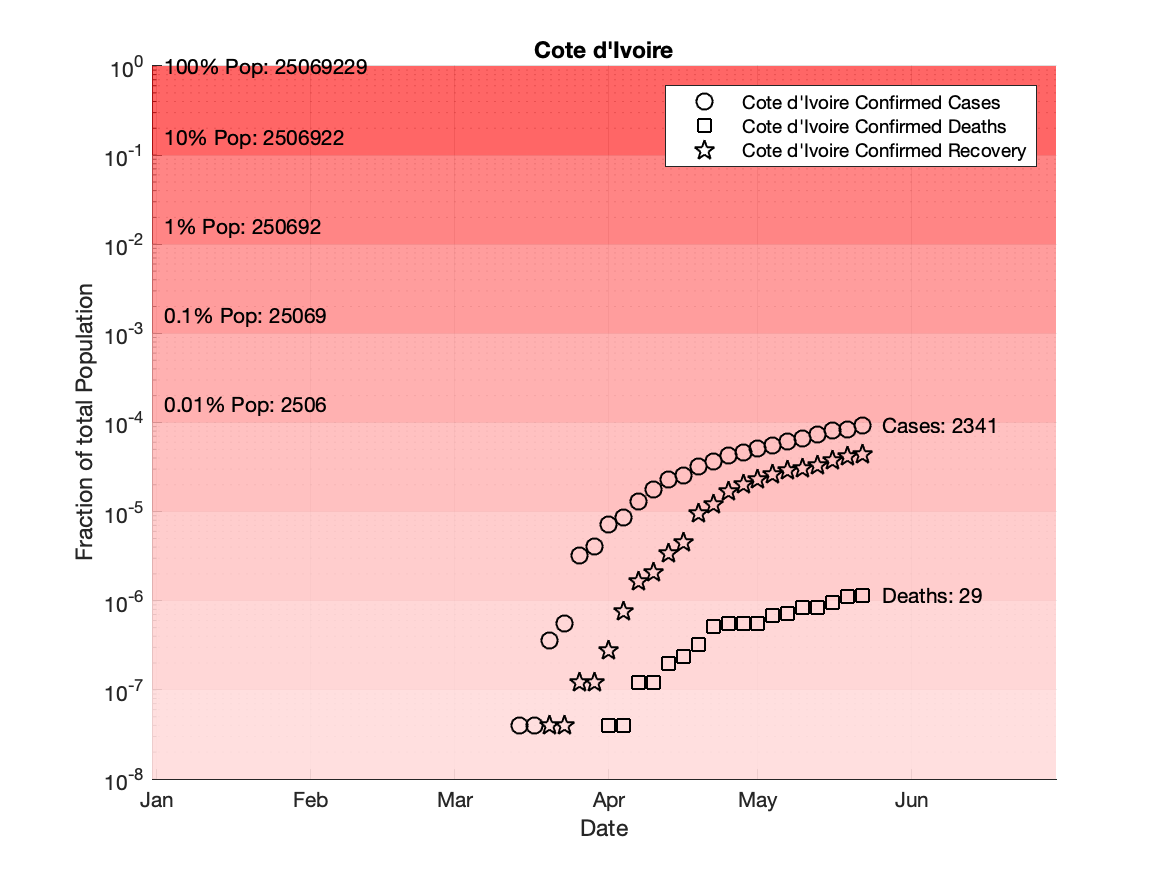 Cote d'Ivoire
10^0
10^-1
10^-2
10^-3
10^-4
10^-5
10^-6
10^-7
10^-8
Fraction of total Population
100% Pop: 25069229
10% Pop: 2506922
1% Pop: 250692
0.1% Pop: 25069
0.01% Pop: 2506
Cote d'Ivoire Confirmed Cases
Cote d'Ivoire Confirmed Deaths
Cote d'Ivoire Confirmed Recovery
Cases: 2341
Deaths: 29
Jan Feb Mar Apr May Jun
Date